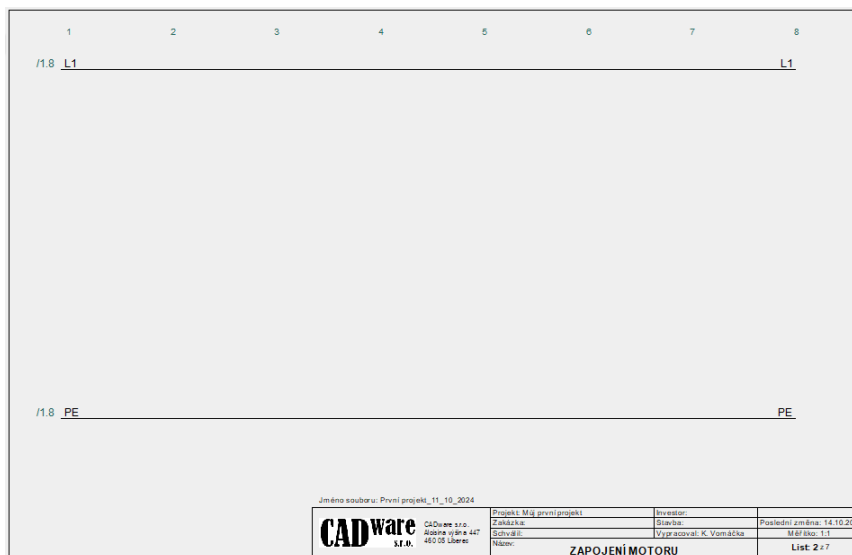 1 2 3 4 5 6 7 8
/1.8 L1 L1
/1.8 PE PE
Jméno souboru: První projekt_11_10_2024
CADware s.r.o.
CADware s.r.o.
Aloisina výšina 447
460 05 Liberec
Projekt: Můj první projekt Investor:
Zakázka: Stavba: Poslední změna: 14.10.20
Schválil: Vypracoval: K. Vomáčka Měřítko: 1:1
Název: ZAPOJENÍ MOTORU List: 2 z 7